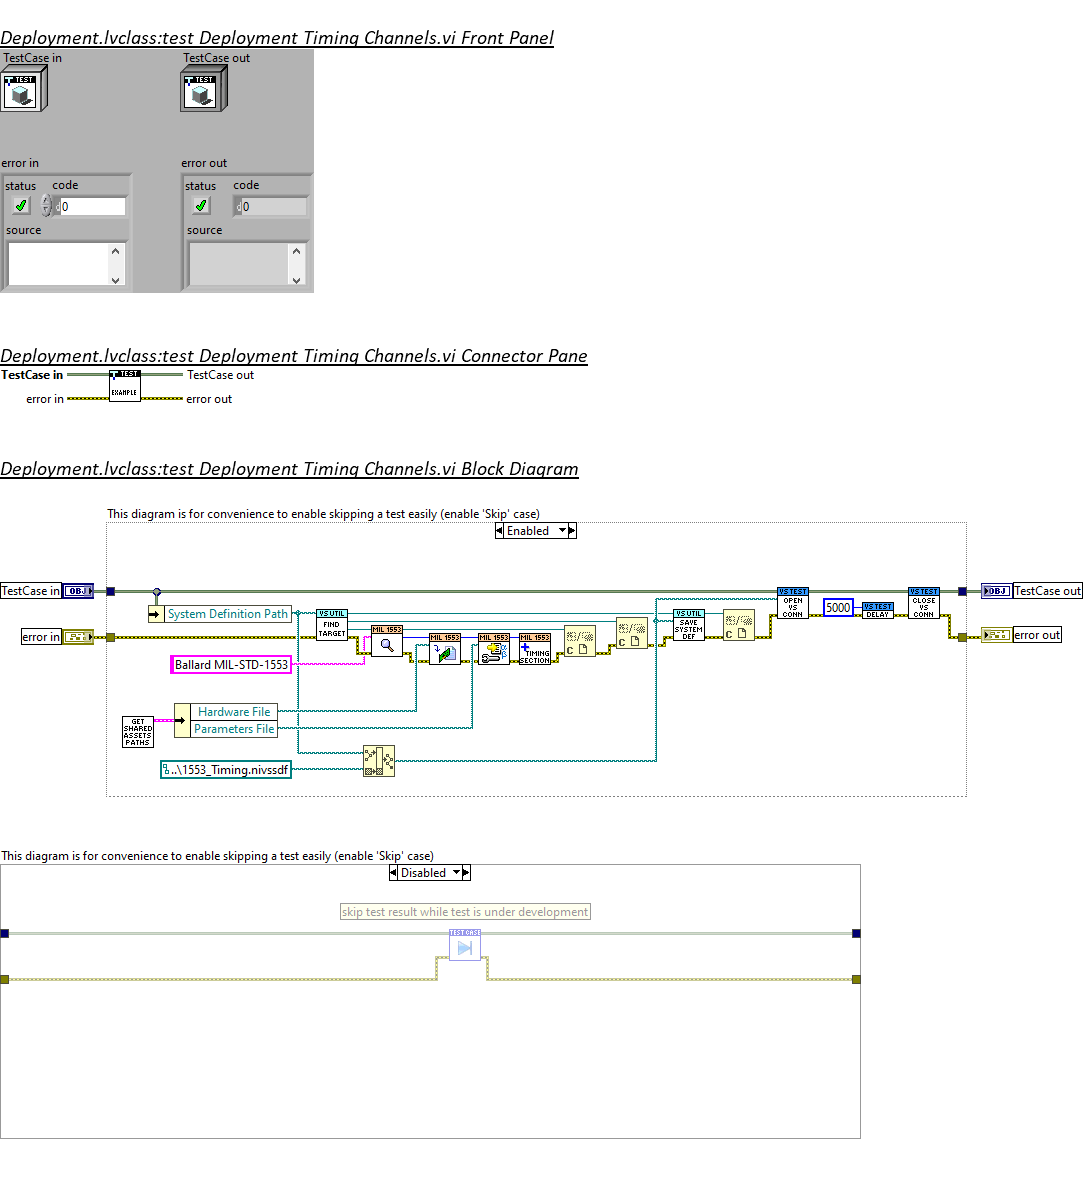 Deployment.lvclass:test Deployment Timing Channels.vi Front Panel
TestCase in
TestCase out
TEST
TEST
error in
error out
status code
status code
0
0
source
source
Deployment.lvclass:test Deployment Timing Channels.vi Connector Pane
TestCase in
TEST
EXAMPLE
TestCase out
error in
error out
Deployment.lvclass:test Deployment Timing Channels.vi Block Diagram
This diagram is for convenience to enable skipping a test easily (enable 'Skip' case)
Enabled
TestCase in
OBJ
VS TEST
OPEN
VS
CONN
5000
VS TEST
DELAY
VS TEST
CLOSE
VS
CONN
OBJ
TestCase out
System Definition Path
VS UTIL
FIND
TARGET
VS UTIL
SAVE
SYSTEM
DEF
error in
error out
MIL 1553
MIL 1553
MIL 1553
MIL 1553
TIMING
SECTION
C
C
C
Ballard MIL-STD-1553
GET
SHARED
ASSETS
PATHS
Hardware File
Parameters File
..\1553_Timing.nivssdf
This diagram is for convenience to enable skipping a test easily (enable 'Skip' case)
Disabled
skip test result while test is under development
TEST CASE